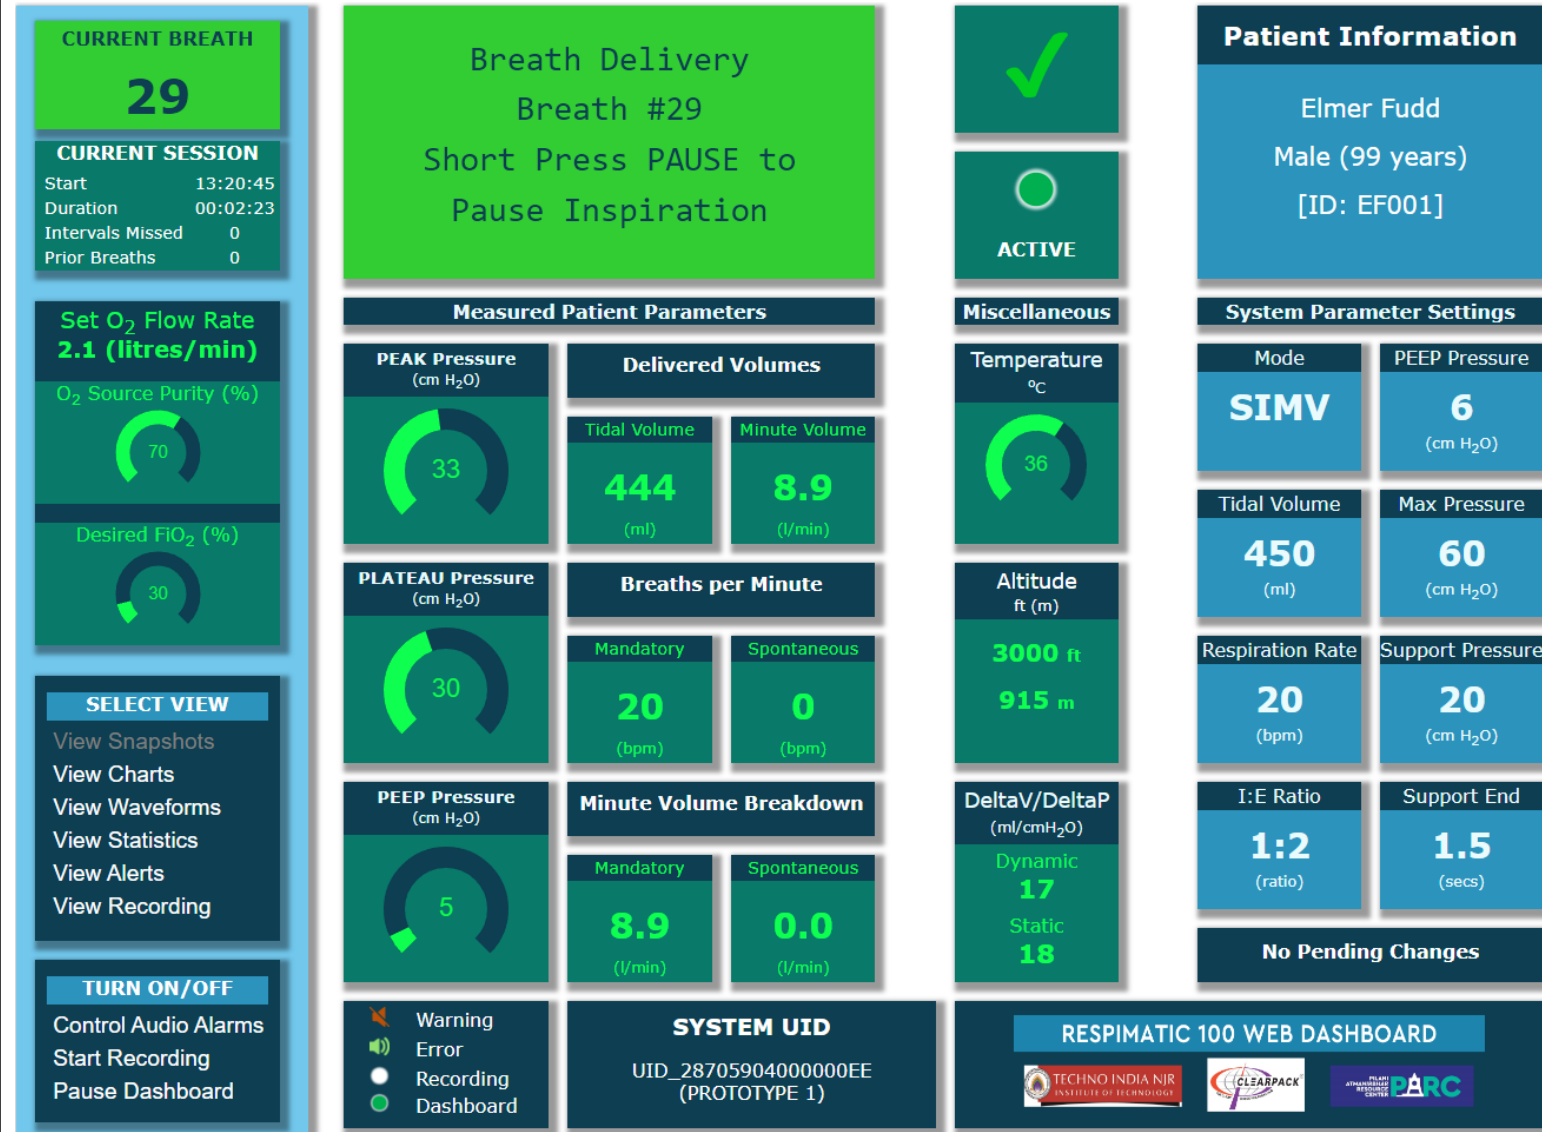 CURRENT BREATH
29
CURRENT SESSION
Start 13:20:45
Duration 00:02:23
Intervals Missed 0
Prior Breaths 0
Set O₂ Flow Rate
2.1 (litres/min)
O₂ Source Purity (%)
70
Desired FiO₂ (%)
30
SELECT VIEW
View Snapshots
View Charts
View Waveforms
View Statistics
View Alerts
View Recording
TURN ON/OFF
Control Audio Alarms
Start Recording
Pause Dashboard
Breath Delivery
Breath #29
Short Press PAUSE to
Pause Inspiration
Measured Patient Parameters
PEAK Pressure
(cm H₂O)
33
Delivered Volumes
Tidal Volume
444
(ml)
Minute Volume
8.9
(l/min)
PLATEAU Pressure
(cm H₂O)
30
Breaths per Minute
Mandatory
20
(bpm)
Spontaneous
0
(bpm)
PEEP Pressure
(cm H₂O)
5
Minute Volume Breakdown
Mandatory
8.9
(l/min)
Spontaneous
0.0
(l/min)
Warning
Error
Recording
Dashboard
SYSTEM UID
UID_28705904000000EE
(PROTOTYPE 1)
ACTIVE
Miscellaneous
Temperature
⁰C
36
Altitude
ft (m)
3000 ft
915 m
DeltaV/DeltaP
(ml/cmH₂O)
Dynamic
17
Static
18
Patient Information
Elmer Fudd
Male (99 years)
[ID: EF001]
System Parameter Settings
Mode
SIMV
PEEP Pressure
6
(cm H₂O)
Tidal Volume
450
(ml)
Max Pressure
60
(cm H₂O)
Respiration Rate
20
(bpm)
Support Pressure
20
(cm H₂O)
I:E Ratio
1:2
(ratio)
Support End
1.5
(secs)
No Pending Changes
RESPIMATIC 100 WEB DASHBOARD
TECHNO INDIA NJR
INSTITUTE OF TECHNOLOGY
CLEARPACK
PILANI
ATMANIRBHAR
RESOURCE
CENTER
PARC